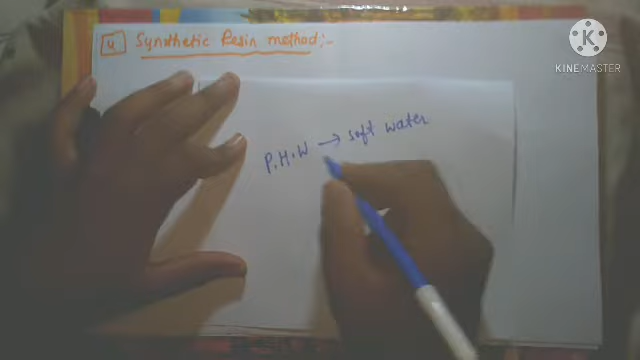 4 Synthetic Resin method;-
P.H.W → soft water
KINEMASTER